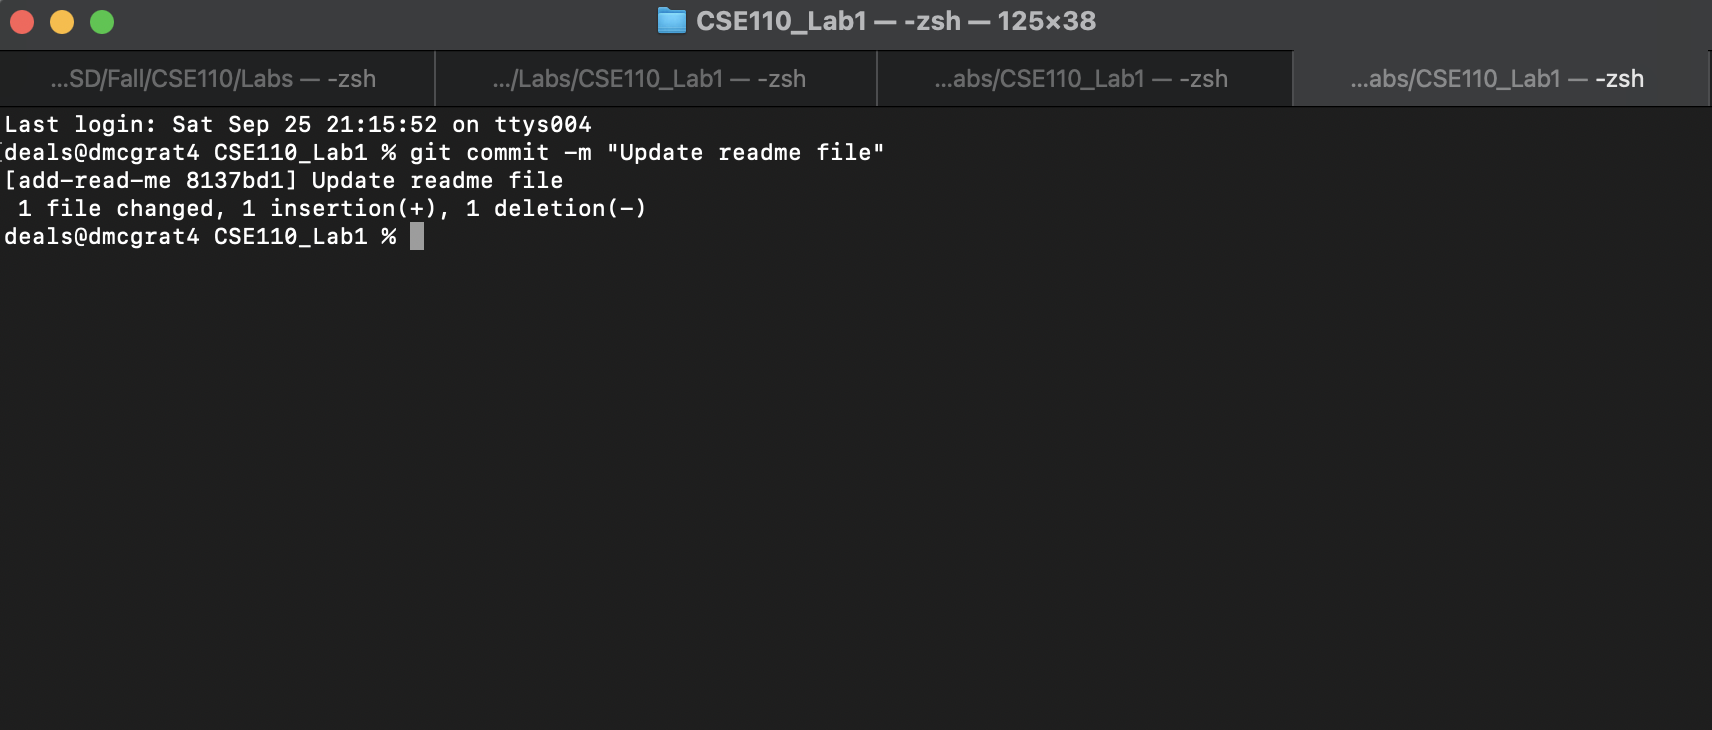 CSE110_Lab1 — -zsh — 125×38
...SD/Fall/CSE110/Labs — -zsh
.../Labs/CSE110_Lab1 — -zsh
...abs/CSE110_Lab1 — -zsh
...abs/CSE110_Lab1 — -zsh
Last login: Sat Sep 25 21:15:52 on ttys004
[deals@dmcgrat4 CSE110_Lab1 % git commit -m "Update readme file"
[add-read-me 8137bd1] Update readme file
 1 file changed, 1 insertion(+), 1 deletion(-)
deals@dmcgrat4 CSE110_Lab1 %